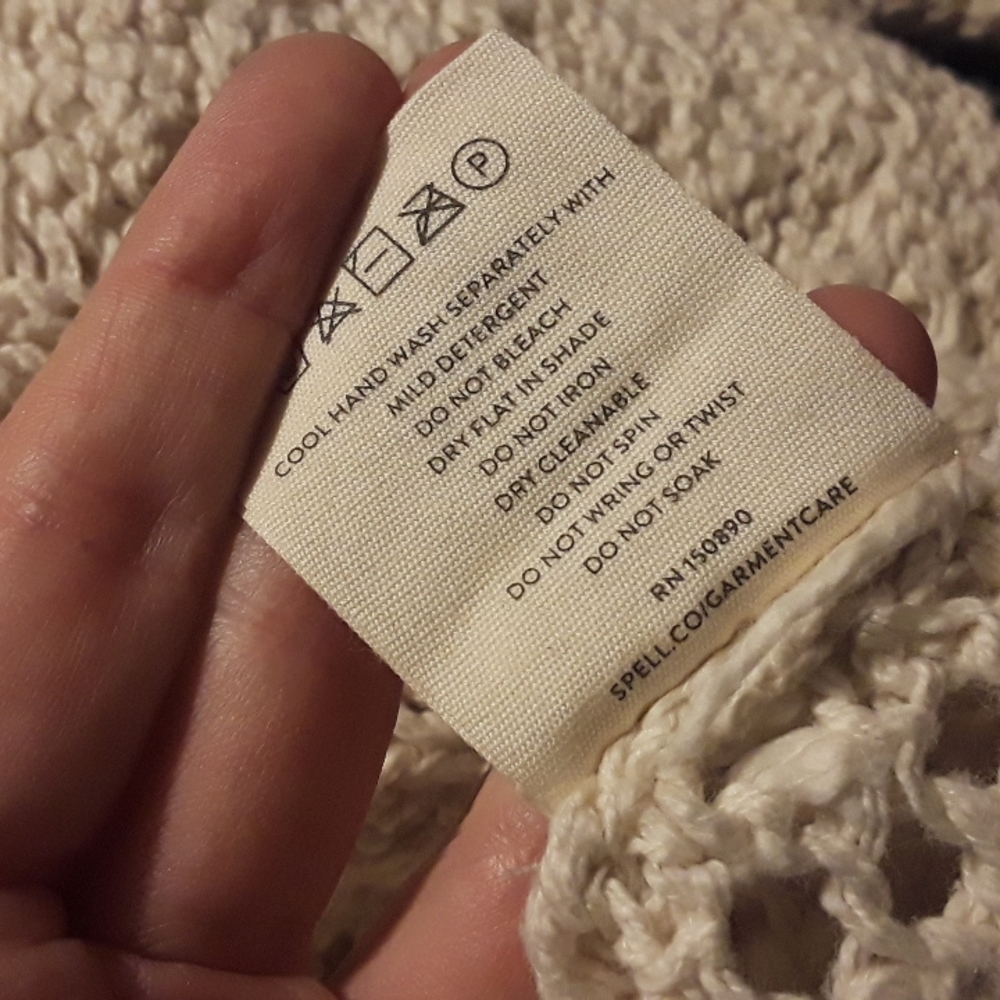 P
COOL HAND WASH SEPARATELY WITH
MILD DETERGENT
DO NOT BLEACH
DRY FLAT IN SHADE
DO NOT IRON
DRY CLEANABLE
DO NOT SPIN
DO NOT WRING OR TWIST
DO NOT SOAK
RN 150890
SPELL.CO/GARMENTCARE